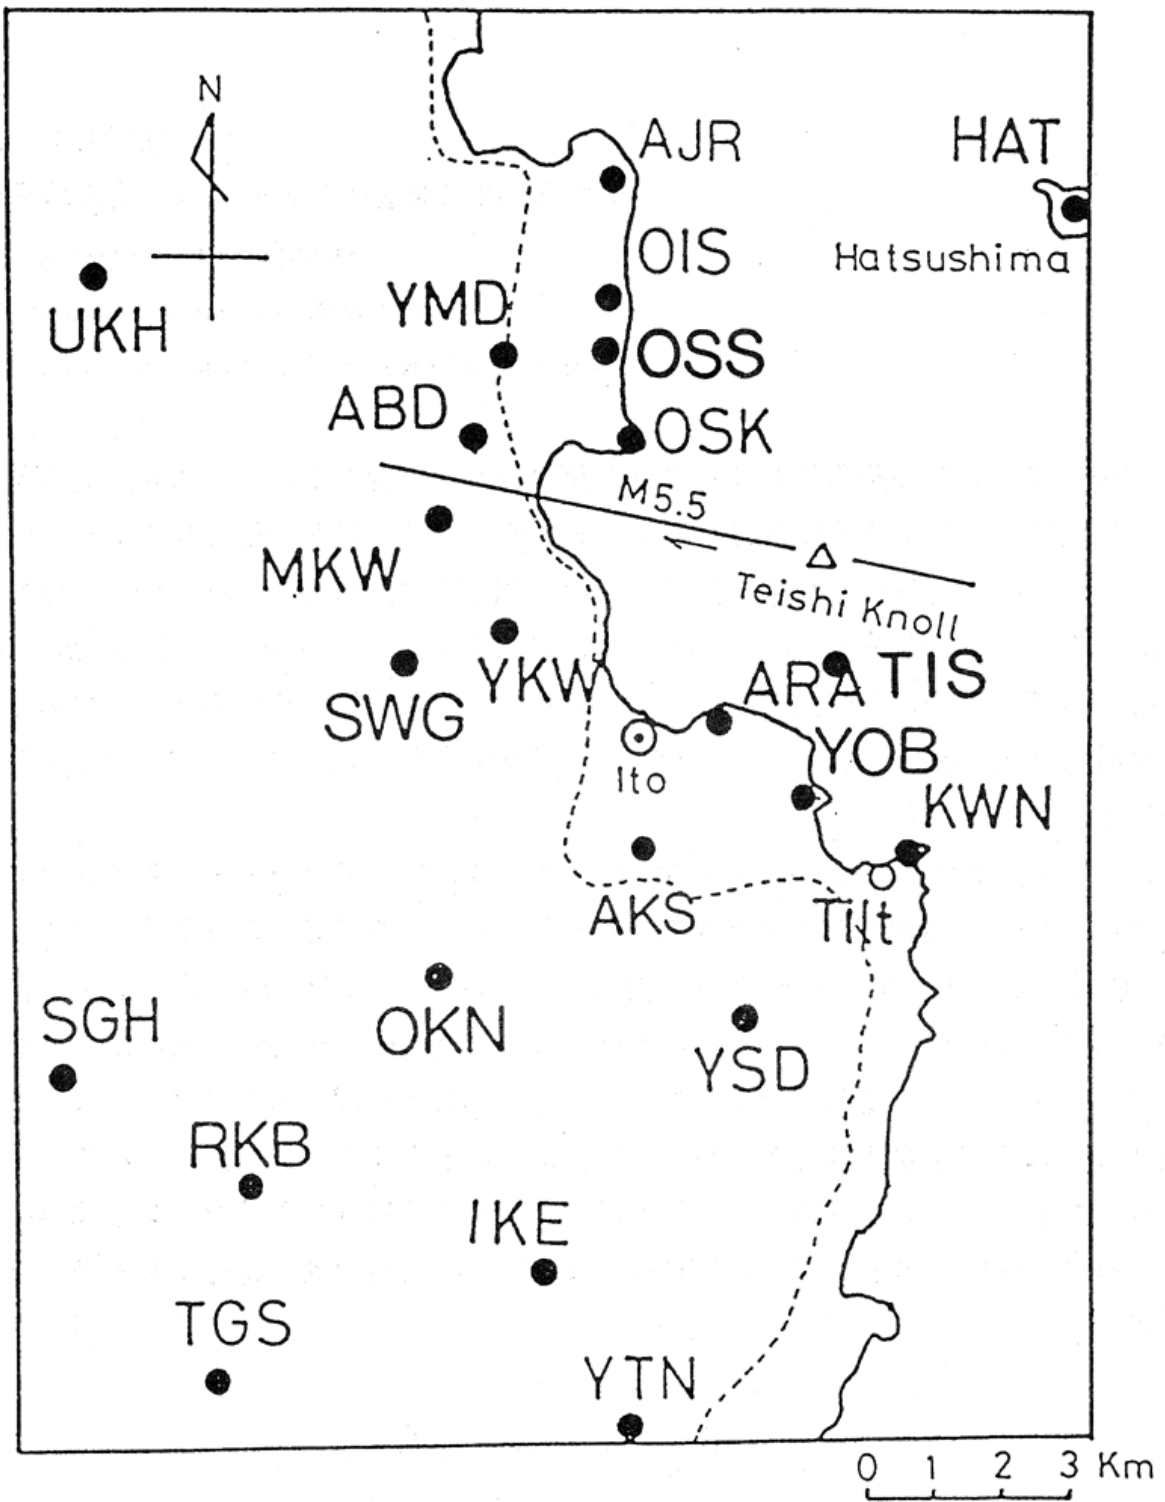 N
AJR
HAT
OIS
Hatsushima
YMD
UKH
OSS
ABD
OSK
M5.5
MKW
Teishi Knoll
YKW
ARA
TIS
SWG
YOB
Ito
KWN
AKS
Tilt
SGH
OKN
YSD
RKB
IKE
TGS
YTN
0 1 2 3 Km